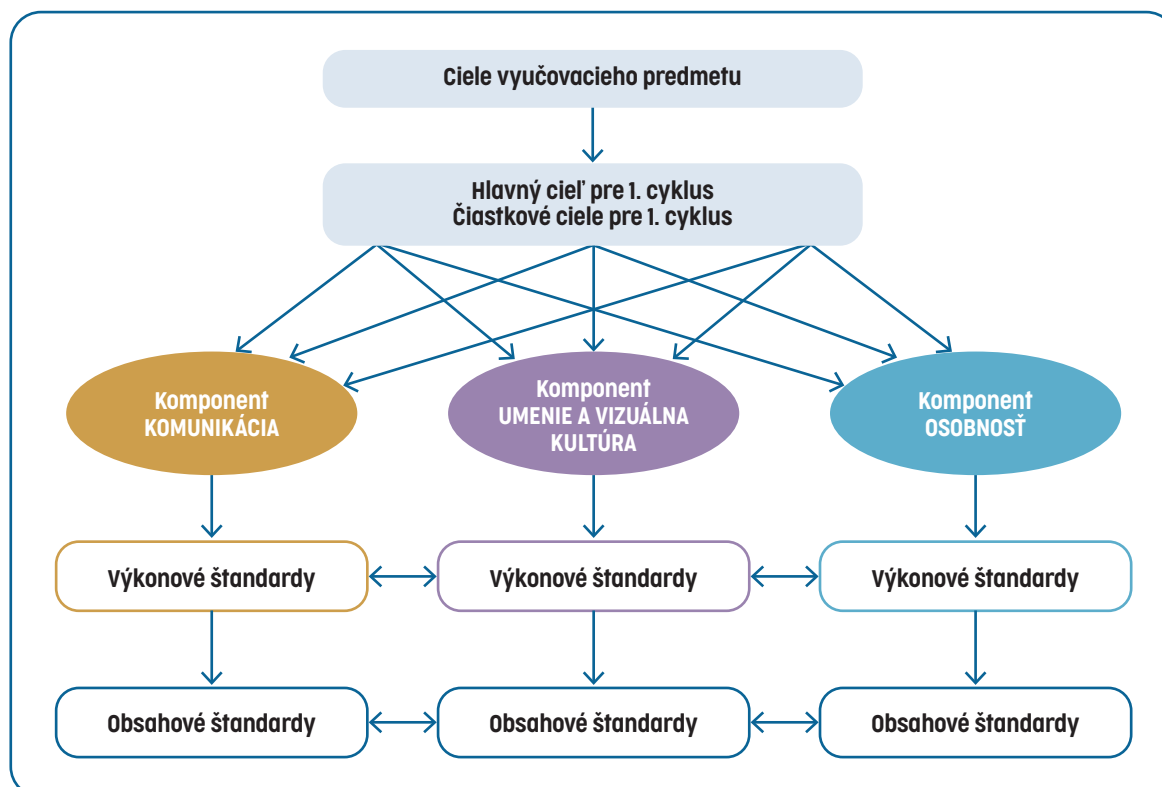 Ciele vyučovacieho predmetu
Hlavný cieľ pre 1. cyklus
Čiastkové ciele pre 1. cyklus
Komponent
KOMUNIKÁCIA
Komponent
UMENIE A VIZUÁLNA
KULTÚRA
Komponent
OSOBNOSŤ
Výkonové štandardy
Výkonové štandardy
Výkonové štandardy
Obsahové štandardy
Obsahové štandardy
Obsahové štandardy